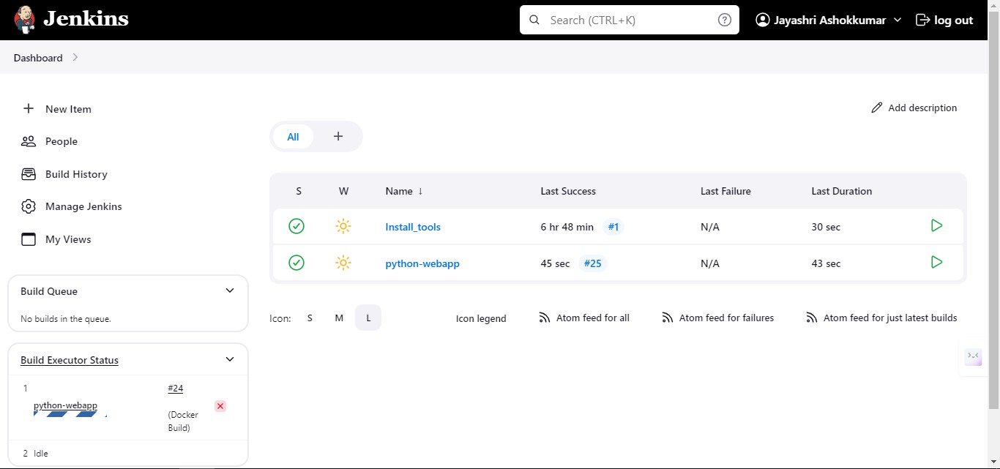 Jenkins
Search (CTRL+K)
?
Jayashri Ashokkumar
log out
Dashboard
New Item
People
Build History
Manage Jenkins
My Views
Build Queue
No builds in the queue.
Build Executor Status
1
#24
python-webapp
(Docker
Build)
2 Idle
Add description
All +
S W Name ↓ Last Success Last Failure Last Duration
Install_tools 6 hr 48 min #1 N/A 30 sec
python-webapp 45 sec #25 N/A 43 sec
Icon: S M L Icon legend Atom feed for all Atom feed for failures Atom feed for just latest builds